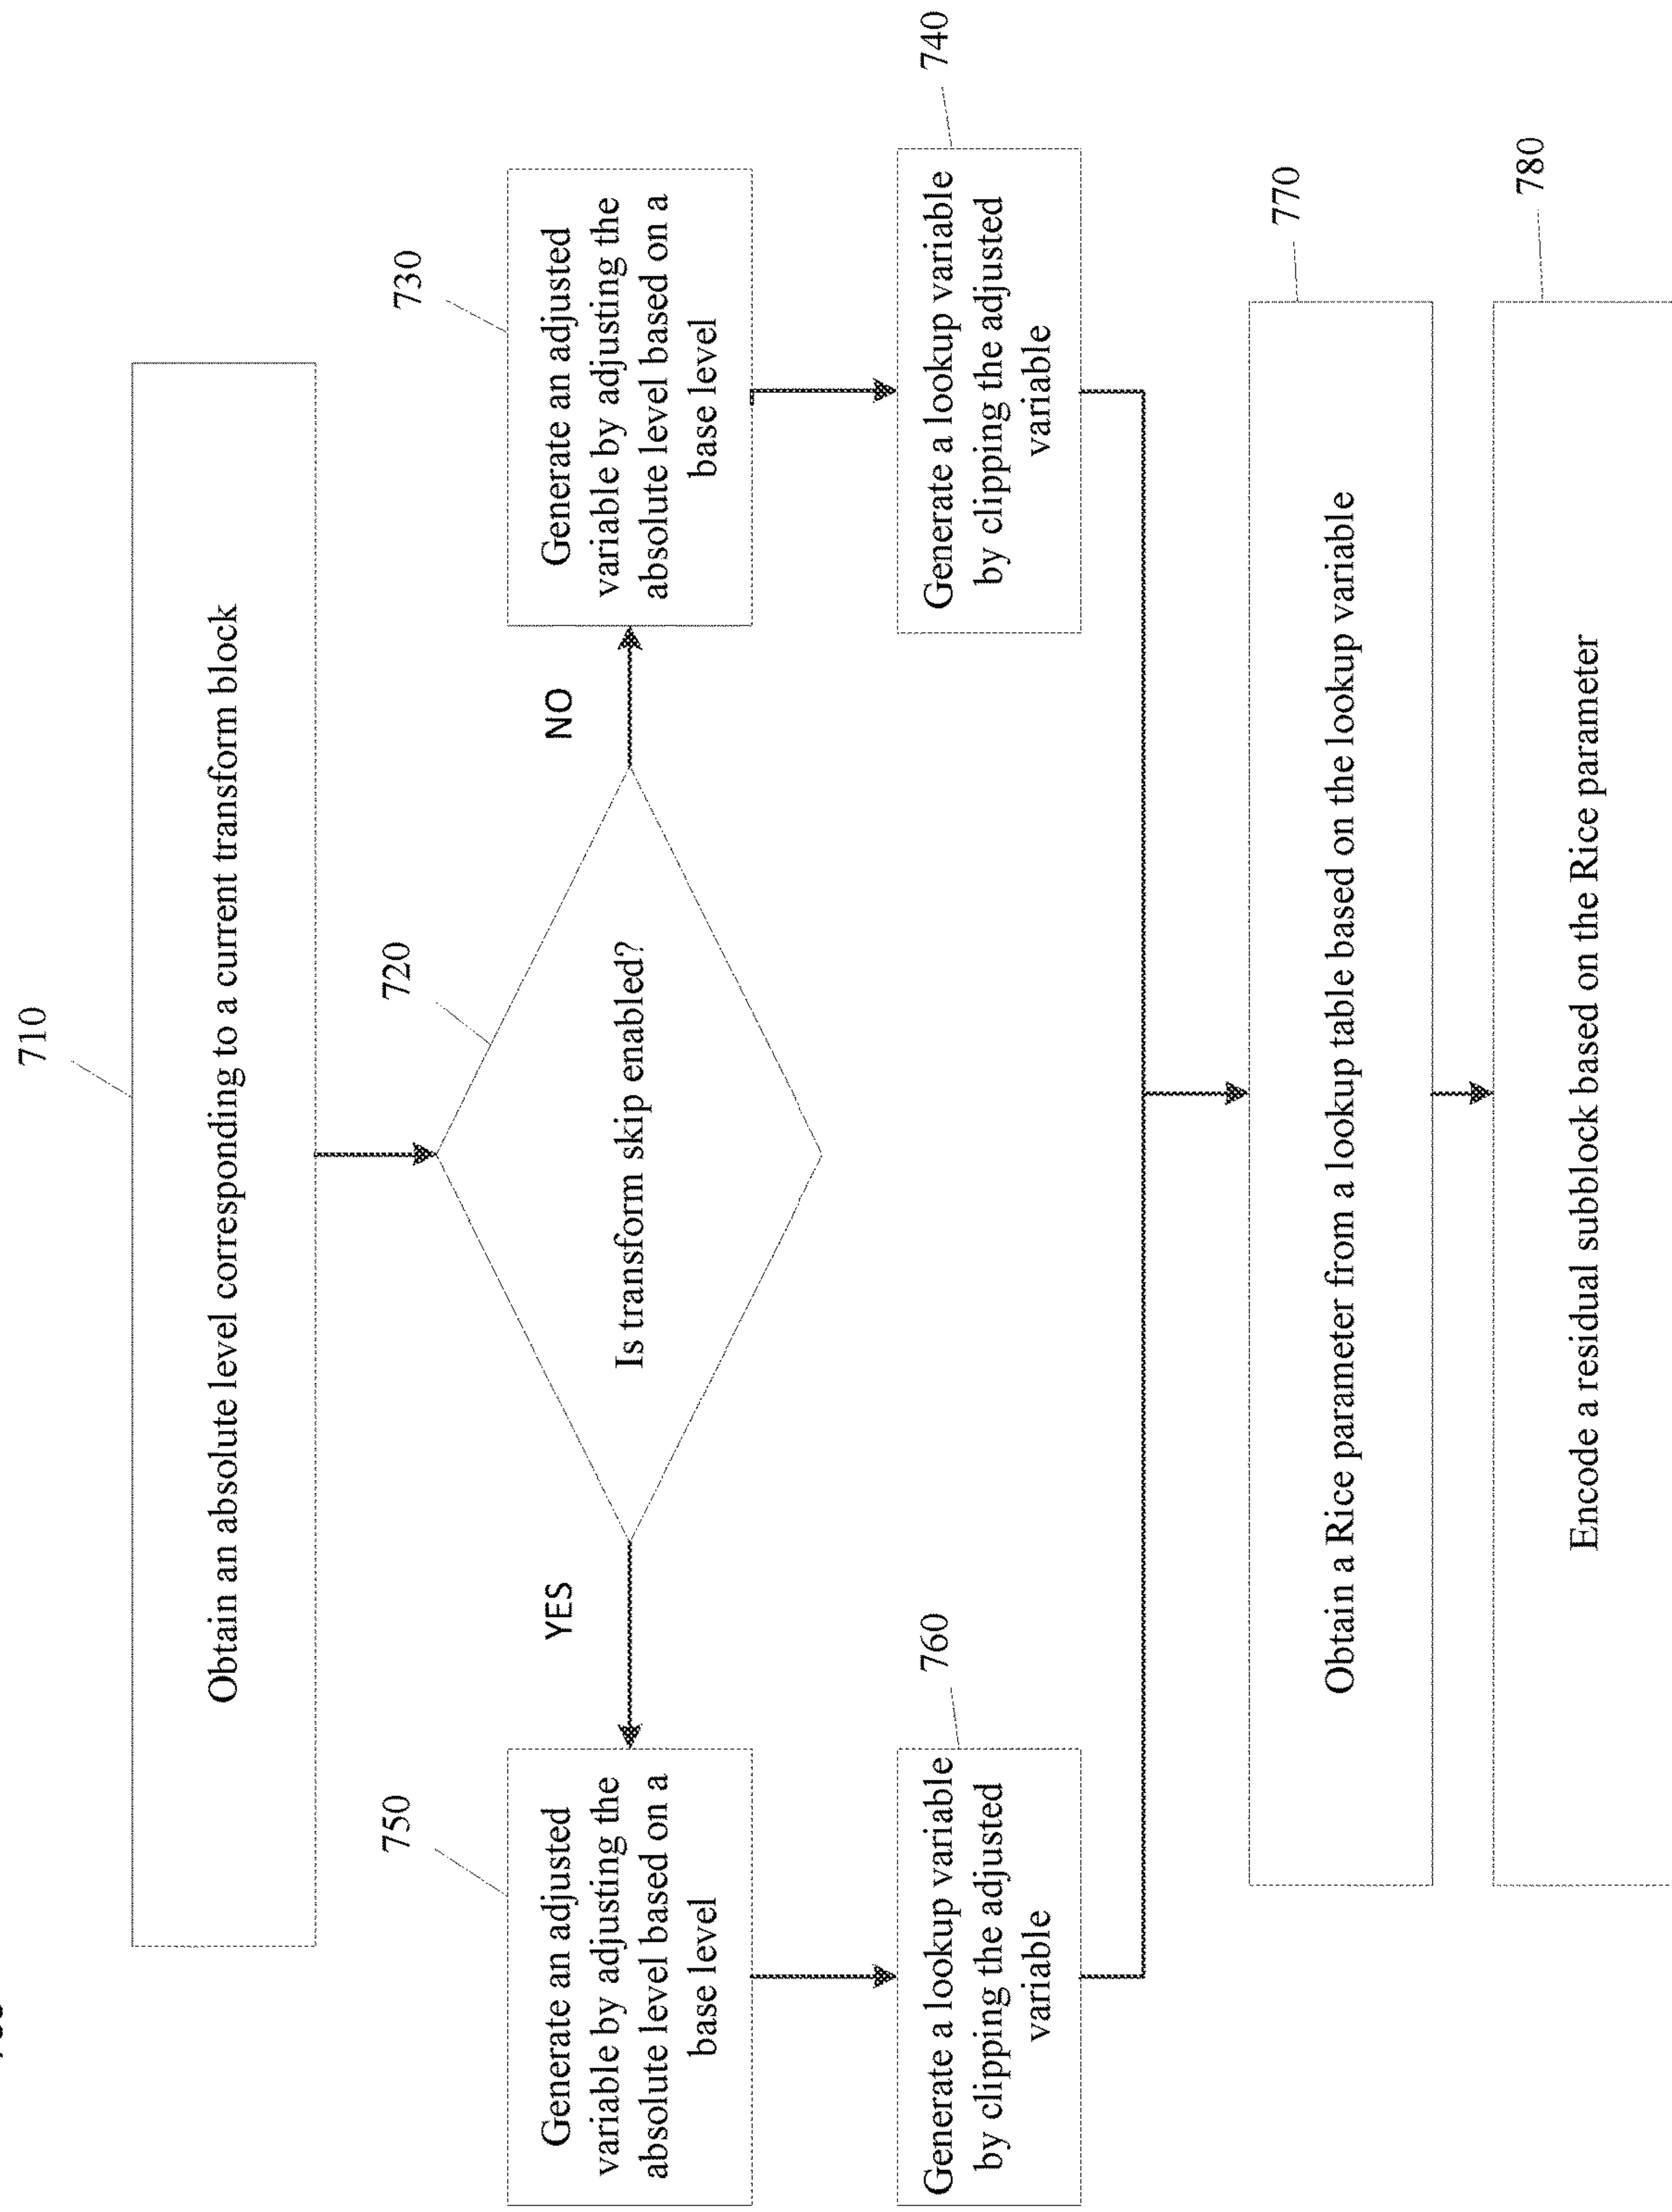 710
Obtain an absolute level corresponding to a current transform block
720
Is transform skip enabled?
YES
NO
750
Generate an adjusted
variable by adjusting the
absolute level based on a
base level
730
Generate an adjusted
variable by adjusting the
absolute level based on a
base level
760
Generate a lookup variable
by clipping the adjusted
variable
740
Generate a lookup variable
by clipping the adjusted
variable
770
Obtain a Rice parameter from a lookup table based on the lookup variable
780
Encode a residual subblock based on the Rice parameter